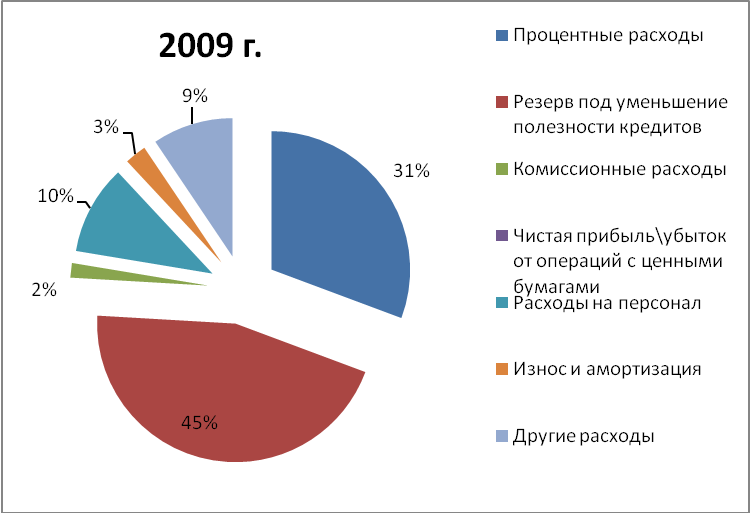 2009 г.
9%
3%
10%
2%
31%
45%
Процентные расходы
Резерв под уменьшение
полезности кредитов
Комиссионные расходы
Чистая прибыль\убыток
от операций с ценными
бумагами
Расходы на персонал
Износ и амортизация
Другие расходы